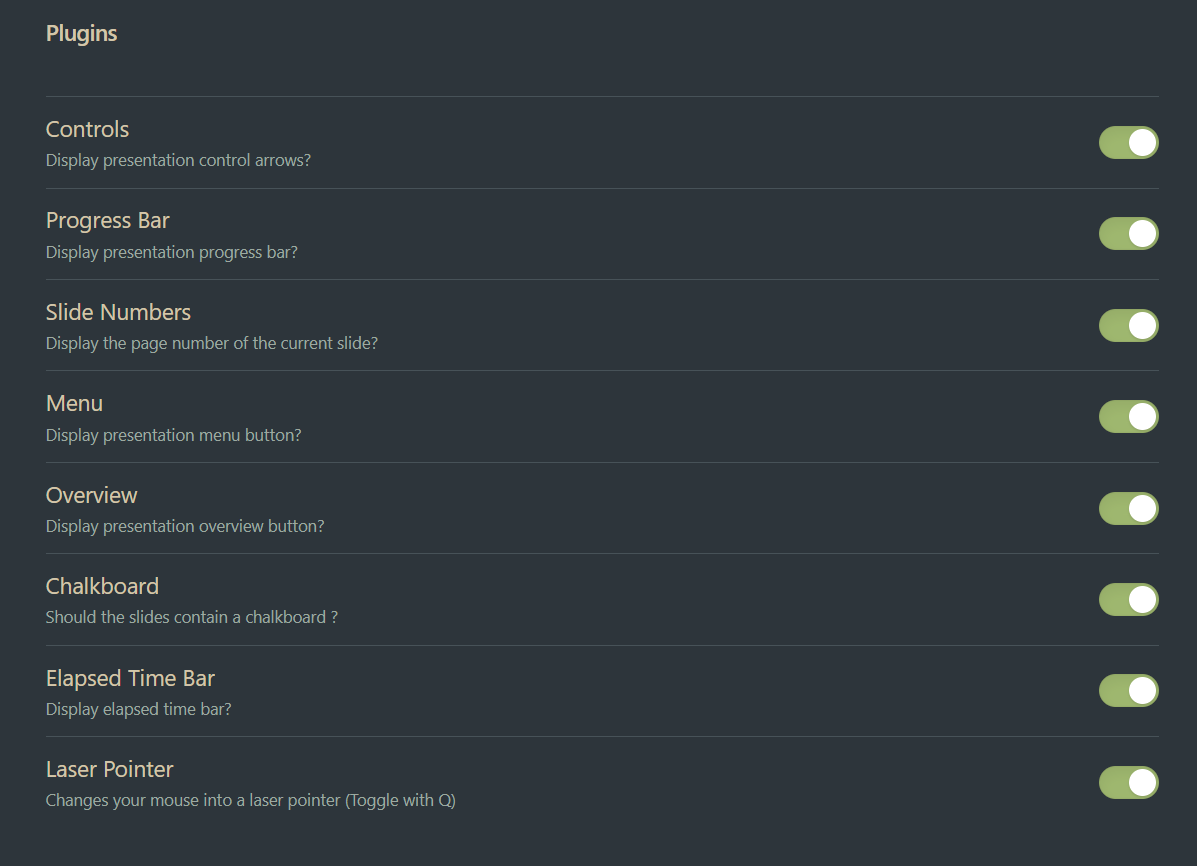 Plugins
Controls
Display presentation control arrows?
Progress Bar
Display presentation progress bar?
Slide Numbers
Display the page number of the current slide?
Menu
Display presentation menu button?
Overview
Display presentation overview button?
Chalkboard
Should the slides contain a chalkboard ?
Elapsed Time Bar
Display elapsed time bar?
Laser Pointer
Changes your mouse into a laser pointer (Toggle with Q)